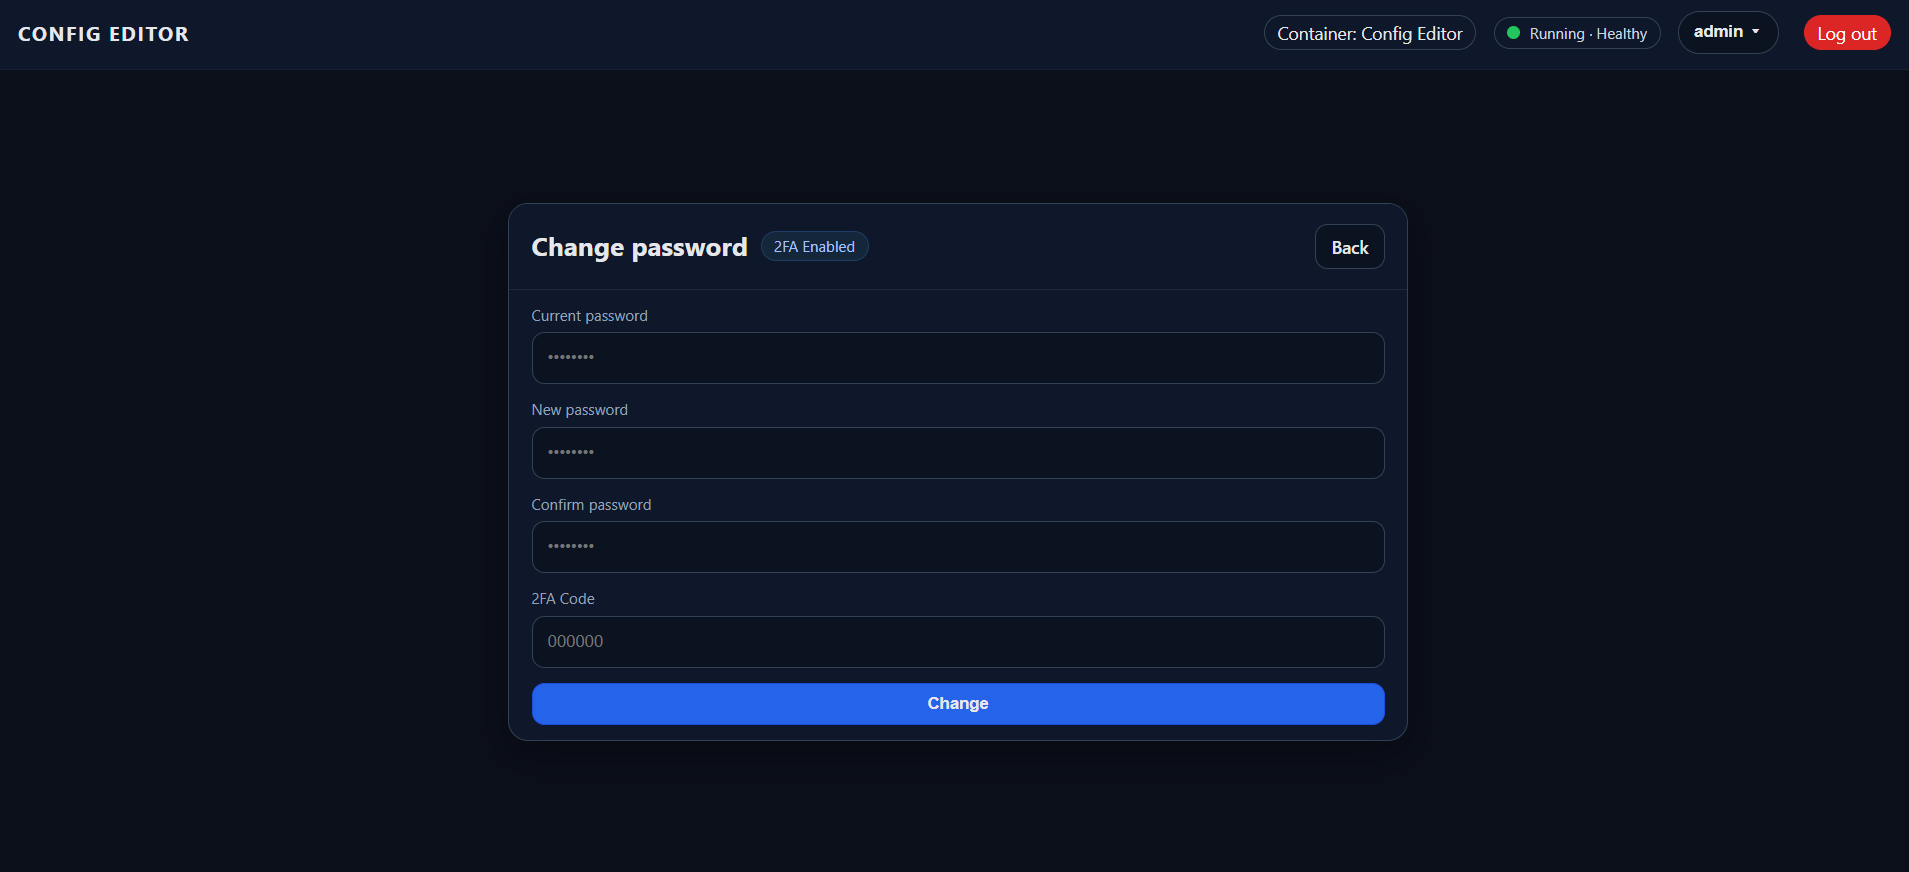 CONFIG EDITOR
Container: Config Editor
Running · Healthy
admin
Log out
Change password
2FA Enabled
Back
Current password
••••••••
New password
••••••••
Confirm password
••••••••
2FA Code
000000
Change